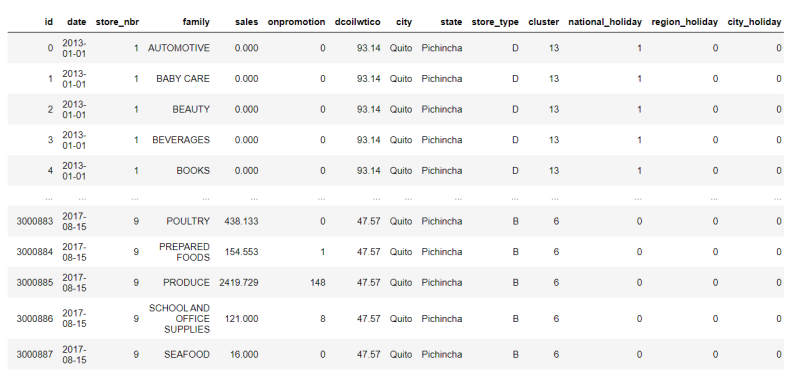 id date store_nbr family sales onpromotion dcoilwtico city state store_type cluster national_holiday region_holiday city_holiday
0 2013-01-01 1 AUTOMOTIVE 0.000 0 93.14 Quito Pichincha D 13 1 0 0
1 2013-01-01 1 BABY CARE 0.000 0 93.14 Quito Pichincha D 13 1 0 0
2 2013-01-01 1 BEAUTY 0.000 0 93.14 Quito Pichincha D 13 1 0 0
3 2013-01-01 1 BEVERAGES 0.000 0 93.14 Quito Pichincha D 13 1 0 0
4 2013-01-01 1 BOOKS 0.000 0 93.14 Quito Pichincha D 13 1 0 0
... ... ... ... ... ... ... ... ... ... ... ... ... ...
3000883 2017-08-15 9 POULTRY 438.133 0 47.57 Quito Pichincha B 6 0 0 0
3000884 2017-08-15 9 PREPARED FOODS 154.553 1 47.57 Quito Pichincha B 6 0 0 0
3000885 2017-08-15 9 PRODUCE 2419.729 148 47.57 Quito Pichincha B 6 0 0 0
3000886 2017-08-15 9 SCHOOL AND OFFICE SUPPLIES 121.000 8 47.57 Quito Pichincha B 6 0 0 0
3000887 2017-08-15 9 SEAFOOD 16.000 0 47.57 Quito Pichincha B 6 0 0 0